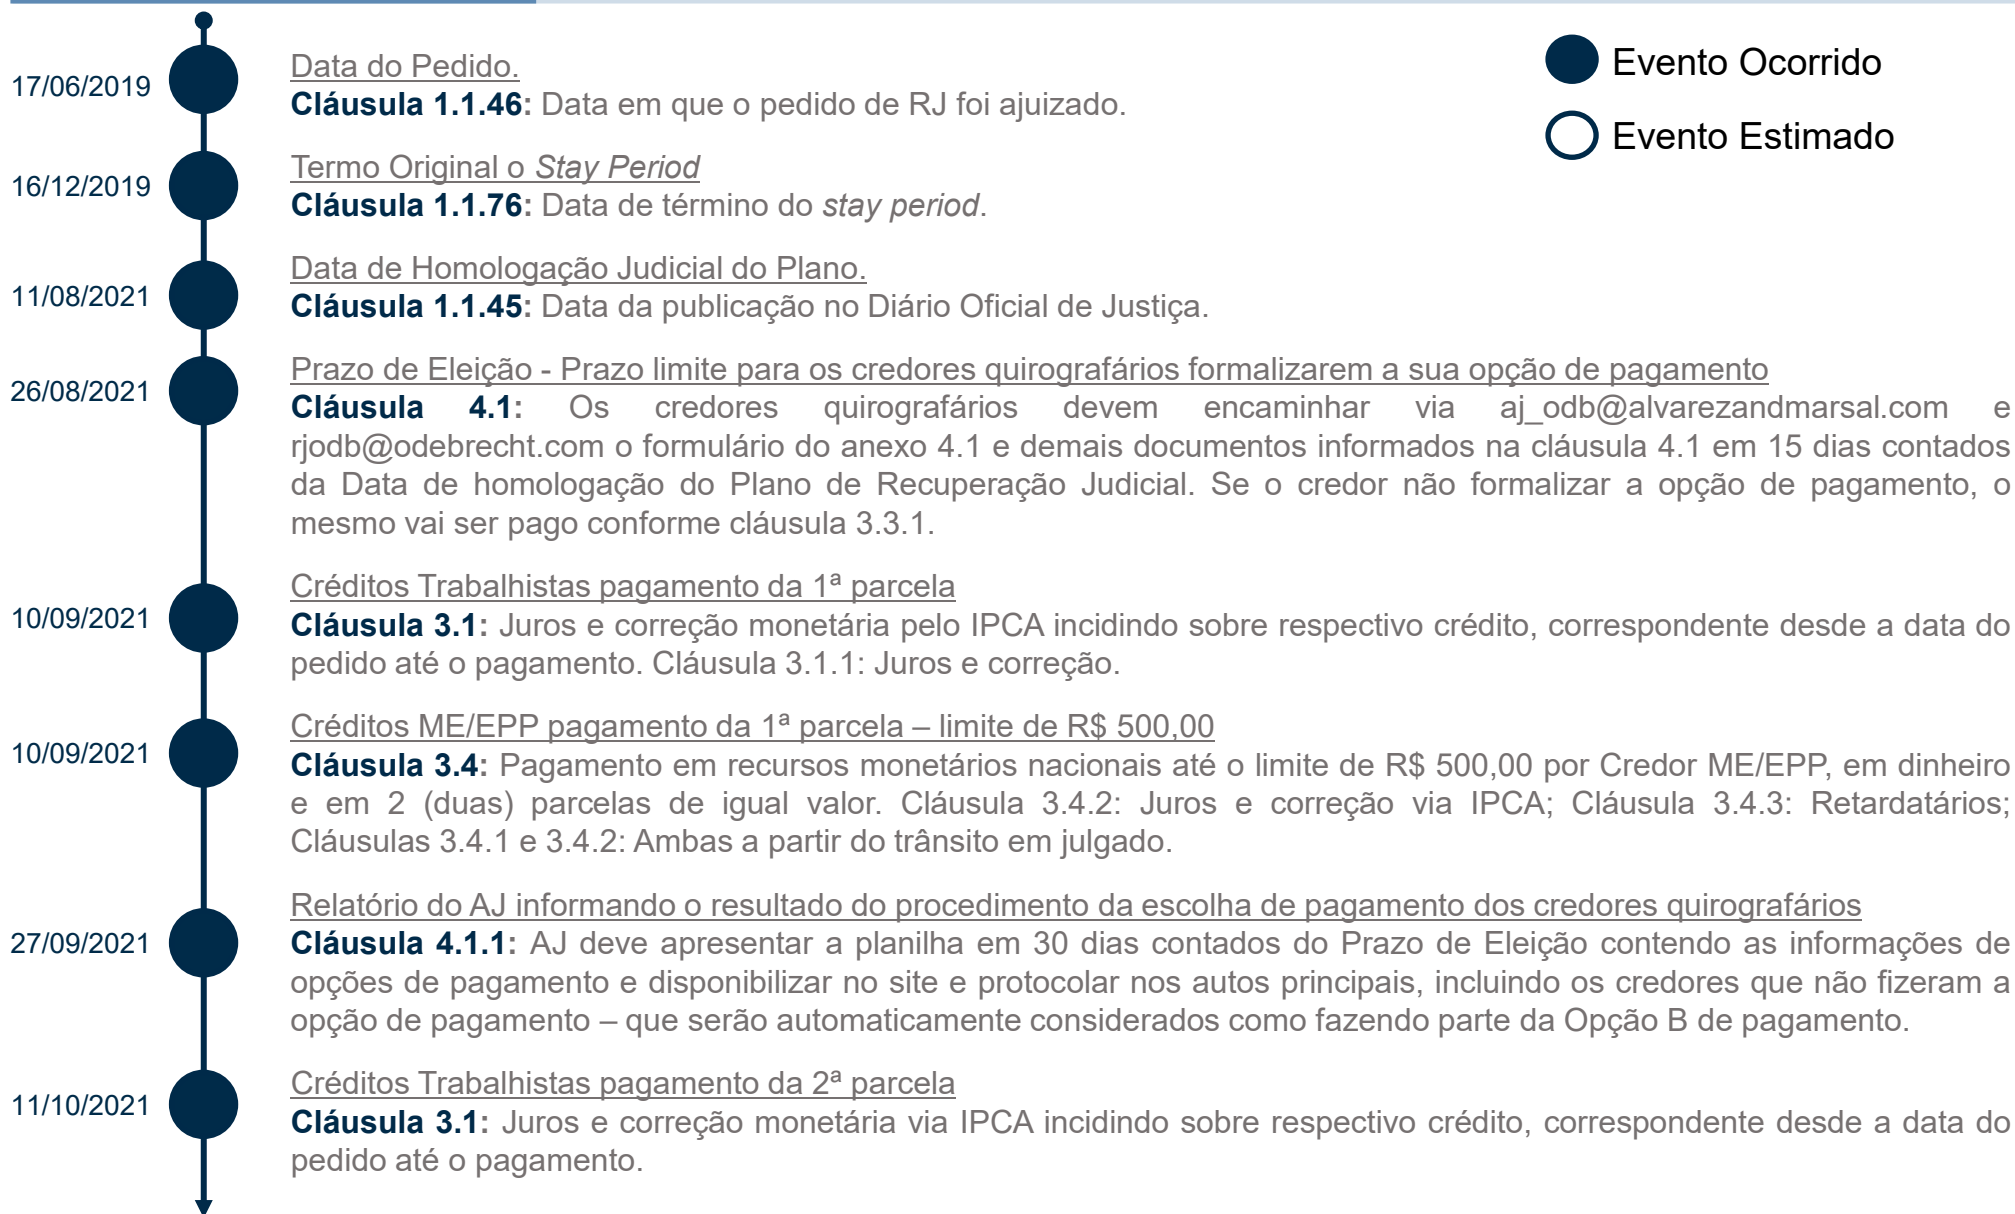 Evento Ocorrido
Evento Estimado
17/06/2019
Data do Pedido.
Cláusula 1.1.46: Data em que o pedido de RJ foi ajuizado.
16/12/2019
Termo Original o Stay Period
Cláusula 1.1.76: Data de término do stay period.
11/08/2021
Data de Homologação Judicial do Plano.
Cláusula 1.1.45: Data da publicação no Diário Oficial de Justiça.
26/08/2021
Prazo de Eleição - Prazo limite para os credores quirografários formalizarem a sua opção de pagamento
Cláusula 4.1: Os credores quirografários devem encaminhar via aj_odb@alvarezandmarsal.com e
rjodb@odebrecht.com o formulário do anexo 4.1 e demais documentos informados na cláusula 4.1 em 15 dias contados
da Data de homologação do Plano de Recuperação Judicial. Se o credor não formalizar a opção de pagamento, o
mesmo vai ser pago conforme cláusula 3.3.1.
10/09/2021
Créditos Trabalhistas pagamento da 1ª parcela
Cláusula 3.1: Juros e correção monetária pelo IPCA incidindo sobre respectivo crédito, correspondente desde a data do
pedido até o pagamento. Cláusula 3.1.1: Juros e correção.
10/09/2021
Créditos ME/EPP pagamento da 1ª parcela – limite de R$ 500,00
Cláusula 3.4: Pagamento em recursos monetários nacionais até o limite de R$ 500,00 por Credor ME/EPP, em dinheiro
e em 2 (duas) parcelas de igual valor. Cláusula 3.4.2: Juros e correção via IPCA; Cláusula 3.4.3: Retardatários;
Cláusulas 3.4.1 e 3.4.2: Ambas a partir do trânsito em julgado.
27/09/2021
Relatório do AJ informando o resultado do procedimento da escolha de pagamento dos credores quirografários
Cláusula 4.1.1: AJ deve apresentar a planilha em 30 dias contados do Prazo de Eleição contendo as informações de
opções de pagamento e disponibilizar no site e protocolar nos autos principais, incluindo os credores que não fizeram a
opção de pagamento – que serão automaticamente considerados como fazendo parte da Opção B de pagamento.
11/10/2021
Créditos Trabalhistas pagamento da 2ª parcela
Cláusula 3.1: Juros e correção monetária via IPCA incidindo sobre respectivo crédito, correspondente desde a data do
pedido até o pagamento.